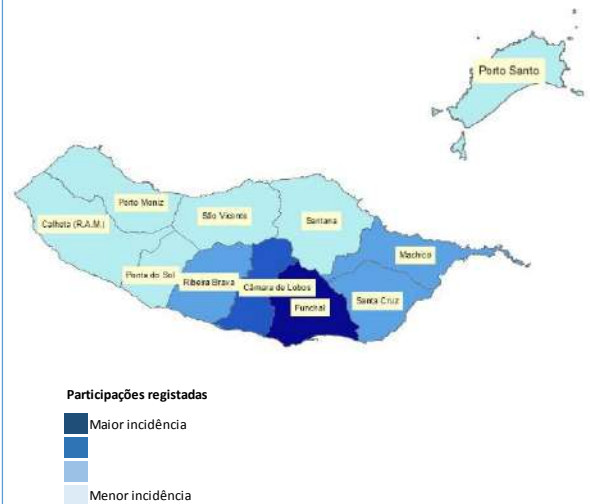 Porto Santo
Porto Moniz
São Vicente
Santana
Calheta (R.A.M.)
Machico
Ponta do Sol
Ribeira Brava
Câmara de Lobos
Santa Cruz
Funchal
Participações registadas
Maior incidência
Menor incidência